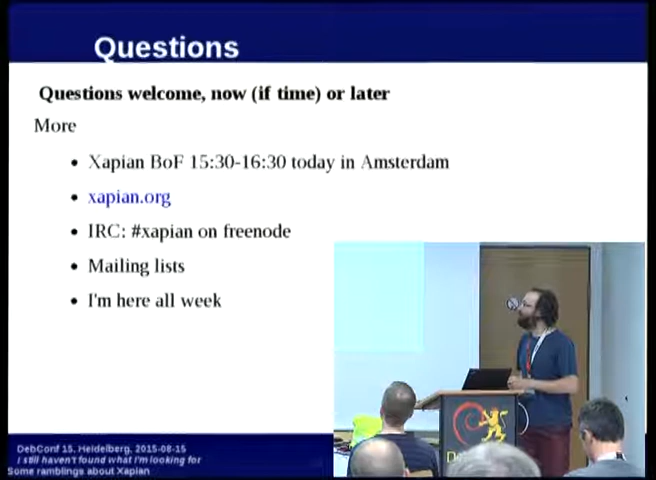 Questions
Questions welcome, now (if time) or later
More
• Xapian BoF 15:30-16:30 today in Amsterdam
• xapian.org
• IRC: #xapian on freenode
• Mailing lists
• I'm here all week
DebConf 15, Heidelberg, 2015-08-15
I still haven't found what I'm looking for
Some ramblings about Xapian